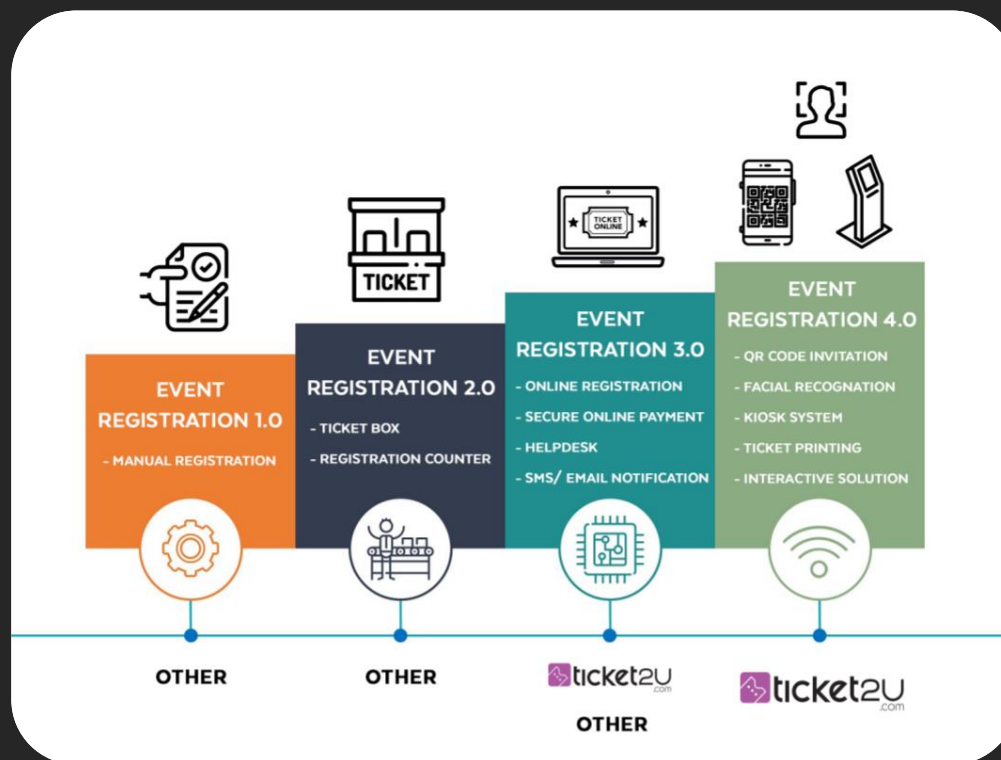 TICKET
TICKET
ONLINE
EVENT
REGISTRATION 1.0
- MANUAL REGISTRATION
EVENT
REGISTRATION 2.0
- TICKET BOX
- REGISTRATION COUNTER
EVENT
REGISTRATION 3.0
- ONLINE REGISTRATION
- SECURE ONLINE PAYMENT
- HELPDESK
- SMS/ EMAIL NOTIFICATION
EVENT
REGISTRATION 4.0
- QR CODE INVITATION
- FACIAL RECOGNATION
- KIOSK SYSTEM
- TICKET PRINTING
- INTERACTIVE SOLUTION
OTHER
OTHER
ticket2U
.com
OTHER
ticket2U
.com